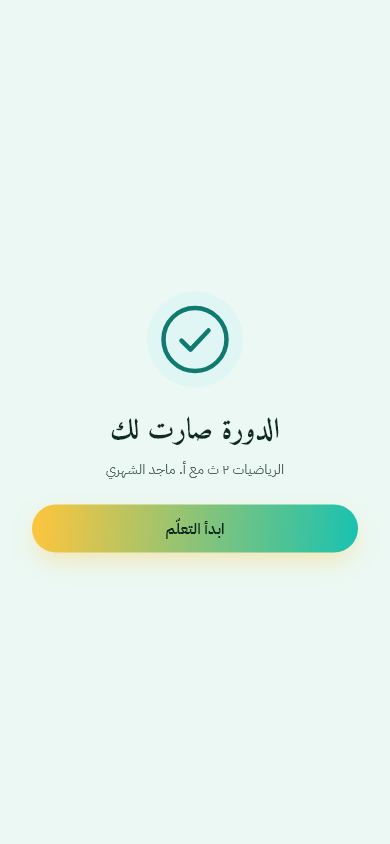 الدورة صارت لك
الرياضيات ٢ ث مع أ. ماجد الشهري
ابدأ التعلّم